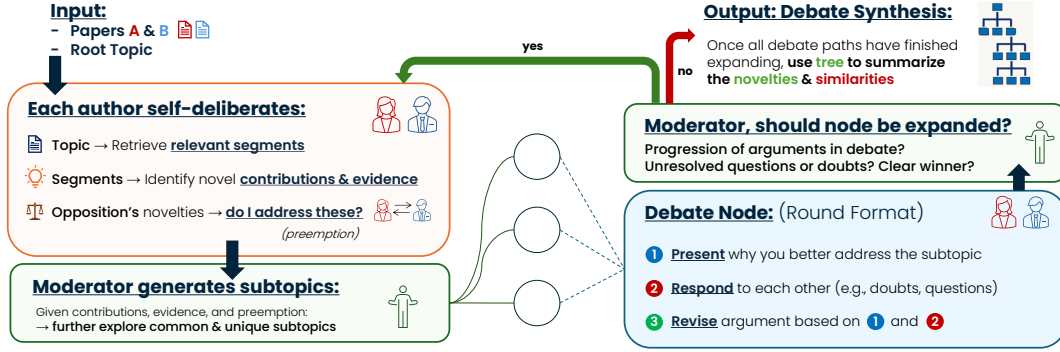 Input:
- Papers A & B
- Root Topic
Each author self-deliberates:
Topic → Retrieve relevant segments
Segments → Identify novel contributions & evidence
Opposition's novelties → do I address these?
(preemption)
Moderator generates subtopics:
Given contributions, evidence, and preemption:
→ further explore common & unique subtopics
yes
no
Output: Debate Synthesis:
Once all debate paths have finished
expanding, use tree to summarize
the novelties & similarities
Moderator, should node be expanded?
Progression of arguments in debate?
Unresolved questions or doubts? Clear winner?
Debate Node: (Round Format)
1 Present why you better address the subtopic
2 Respond to each other (e.g., doubts, questions)
3 Revise argument based on 1 and 2